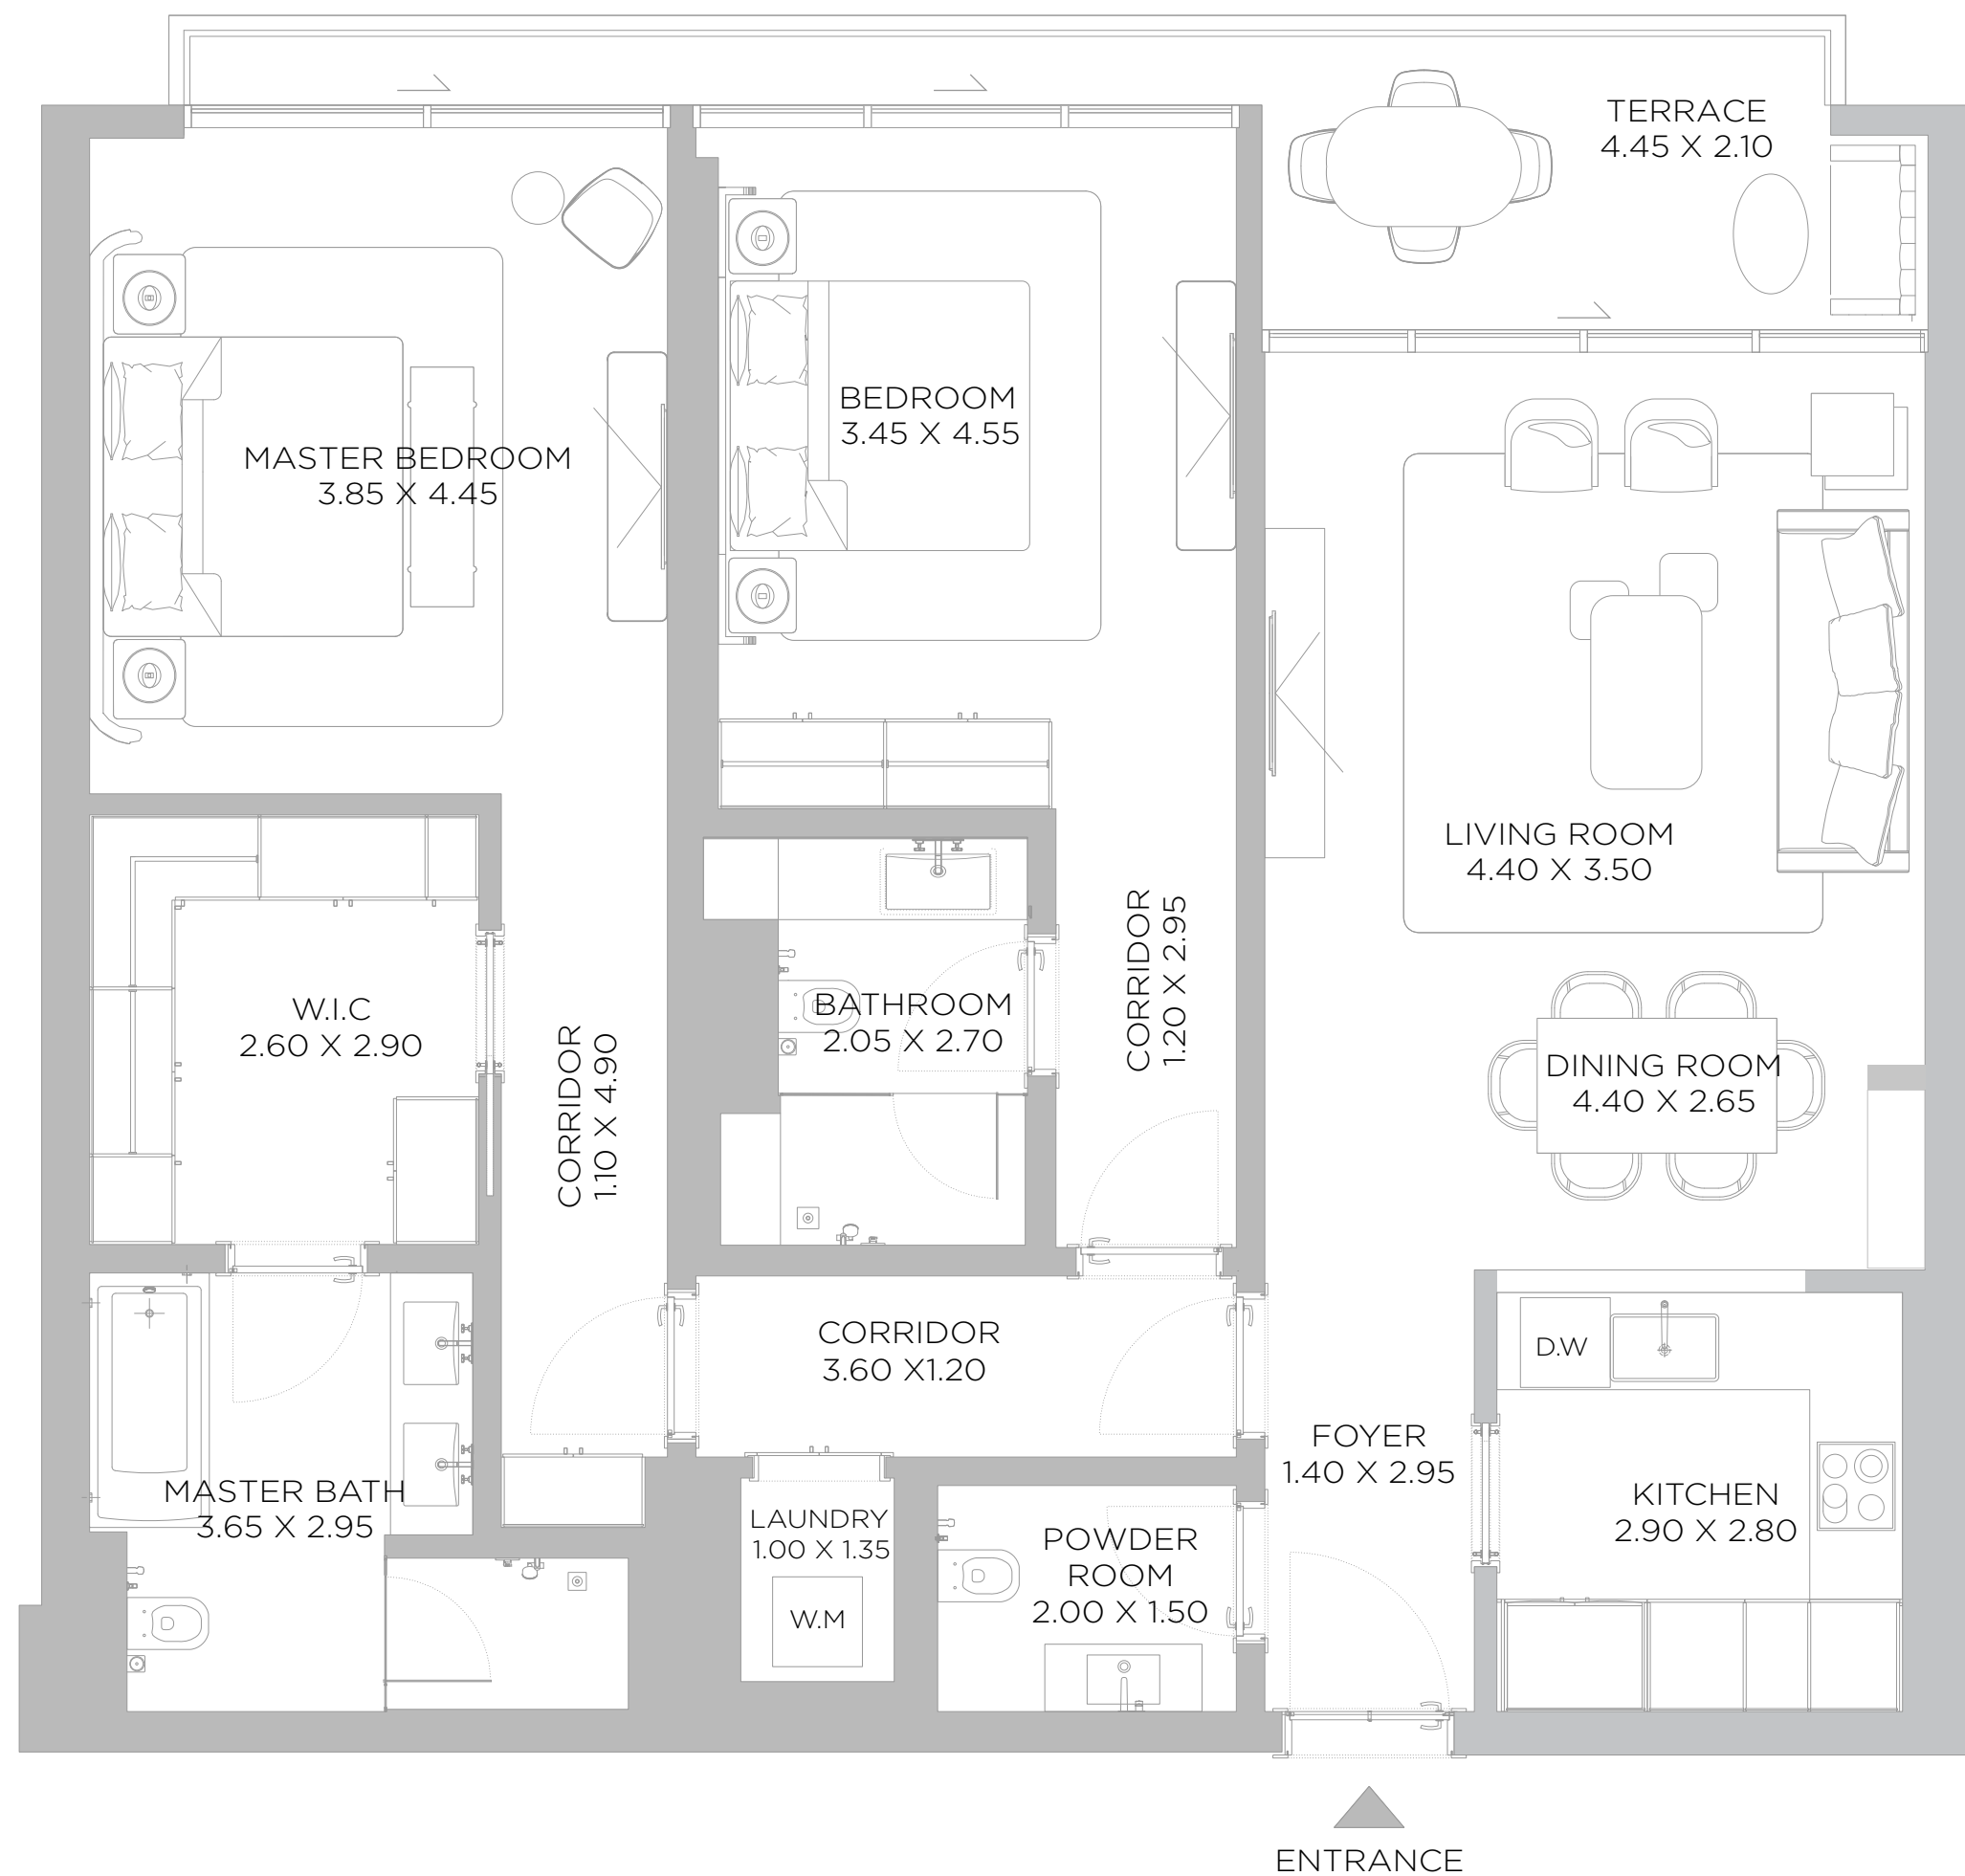 TERRACE
4.45 X 2.10
BEDROOM
3.45 X 4.55
MASTER BEDROOM
3.85 X 4.45
LIVING ROOM
4.40 X 3.50
W.I.C
2.60 X 2.90
CORRIDOR
1.10 X 4.90
BATHROOM
2.05 X 2.70
CORRIDOR
1.20 X 2.95
DINING ROOM
4.40 X 2.65
CORRIDOR
3.60 X1.20
D.W
FOYER
1.40 X 2.95
MASTER BATH
3.65 X 2.95
LAUNDRY
1.00 X 1.35
W.M
POWDER
ROOM
2.00 X 1.50
KITCHEN
2.90 X 2.80
ENTRANCE